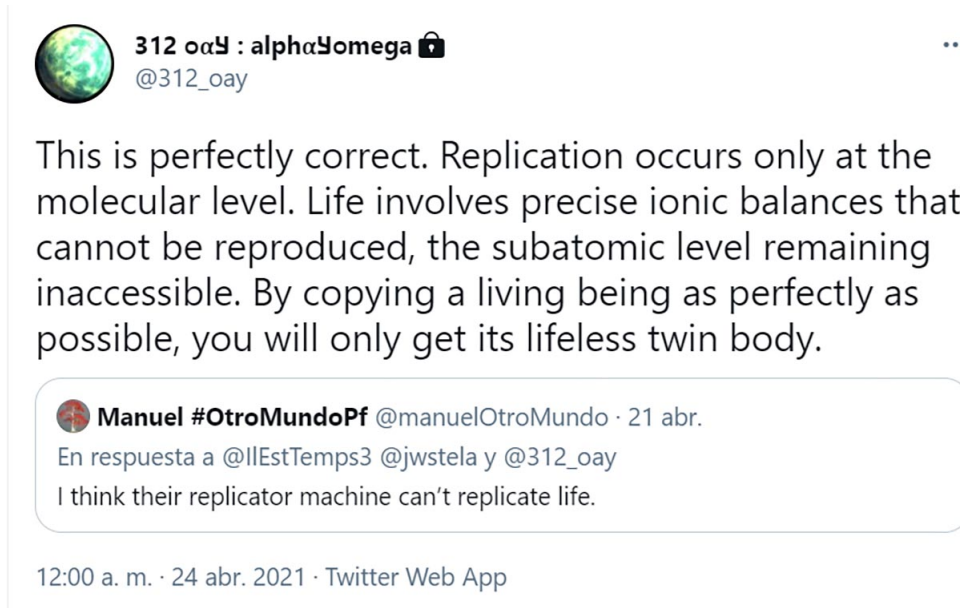 312 oαY : alphαYomega
@312_oay
This is perfectly correct. Replication occurs only at the
molecular level. Life involves precise ionic balances that
cannot be reproduced, the subatomic level remaining
inaccessible. By copying a living being as perfectly as
possible, you will only get its lifeless twin body.
Manuel #OtroMundoPf @manuelOtroMundo · 21 abr.
En respuesta a @IlEstTemps3 @jwstela y @312_oay
I think their replicator machine can't replicate life.
12:00 a. m. · 24 abr. 2021 · Twitter Web App